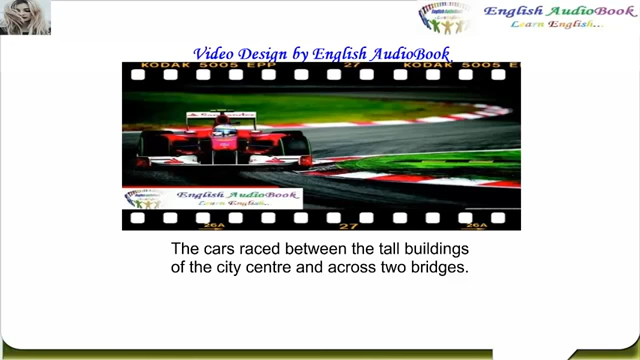 English AudioBook
Learn English...
Video Design by English AudioBook
KODAK 5005 EPP 27 KODAK 5005 E
Santander
English AudioBook
Learn English...
26A 27 26A
The cars raced between the tall buildings
of the city centre and across two bridges.